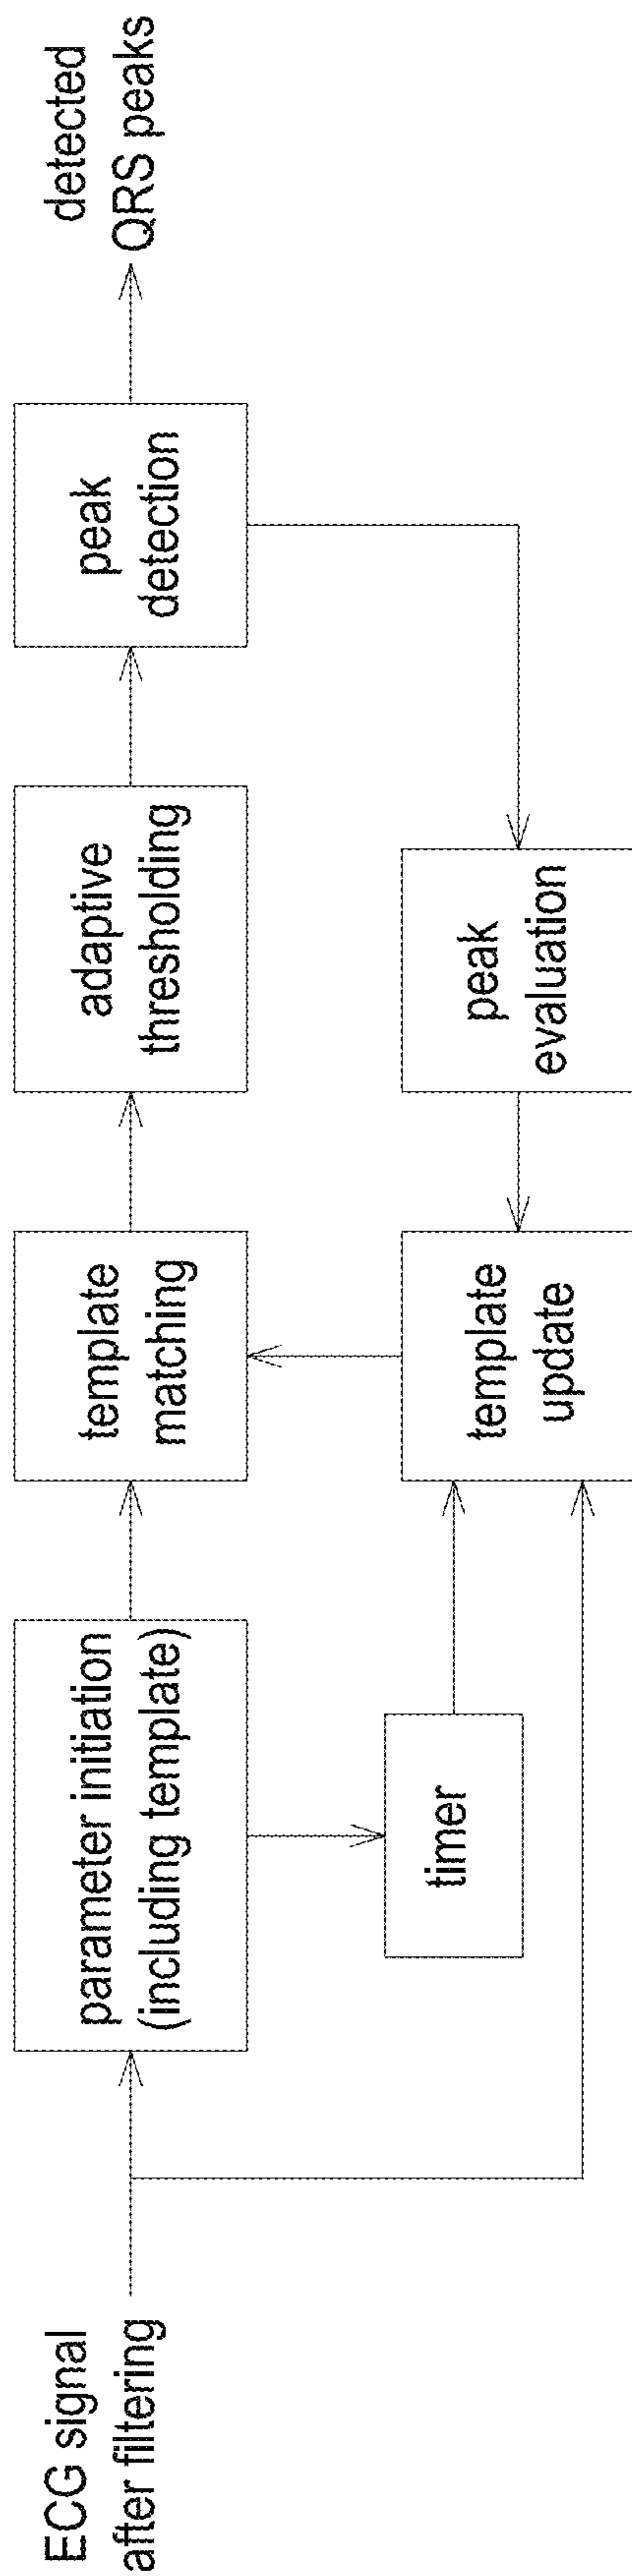 ECG signal
after filtering
parameter initiation
(including template)
template
matching
adaptive
thresholding
peak
detection
detected
QRS peaks
timer
template
update
peak
evaluation